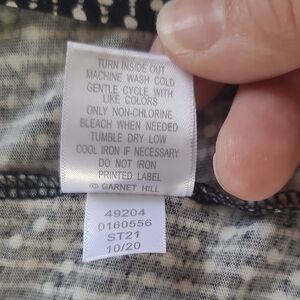 TURN INSIDE OUT
MACHINE WASH COLD
GENTLE CYCLE WITH
LIKE COLORS
ONLY NON-CHLORINE
BLEACH WHEN NEEDED
TUMBLE DRY LOW
COOL IRON IF NECESSARY
DO NOT IRON
PRINTED LABEL
© GARNET HILL
49204
0160556
ST21
10/20